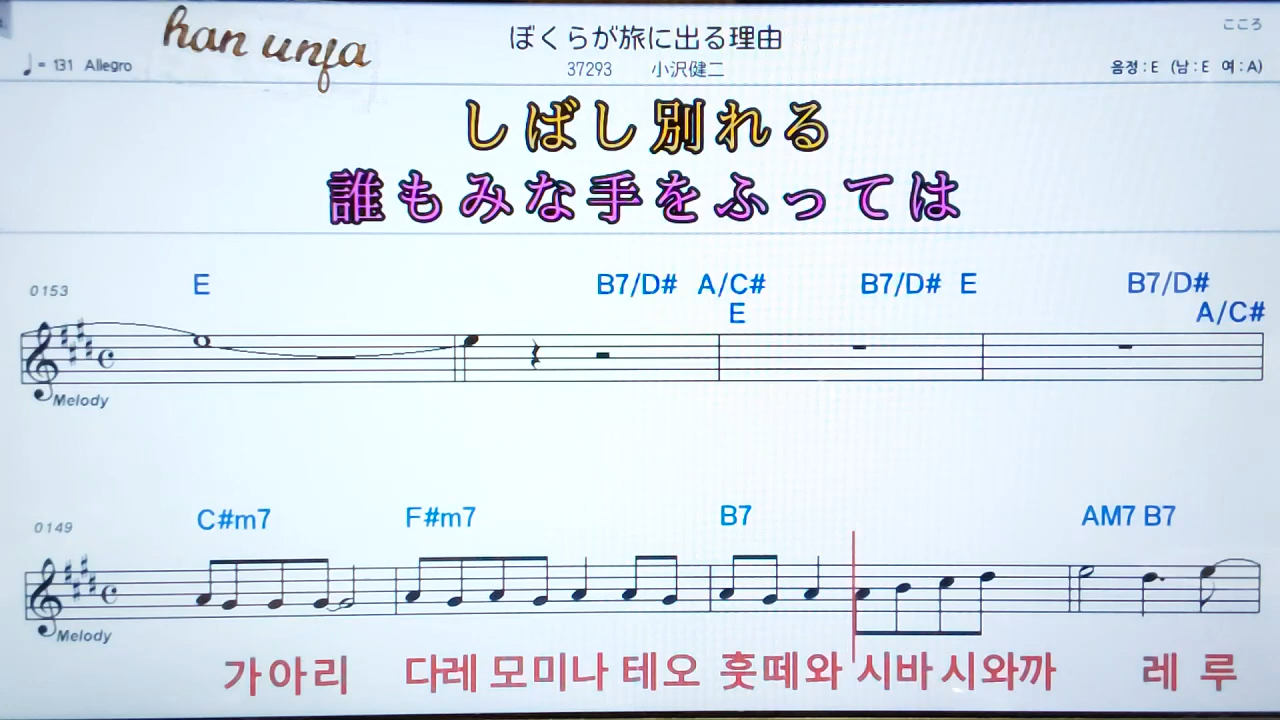 han unfa
ぼくらが旅に出る理由
こころ
♩= 131 Allegro
37293 小沢健二
음정 : E (남 : E 여 : A)
しばし別れる
誰もみな手をふっては
0153
E B7/D# A/C# B7/D# E B7/D#
E A/C#
Melody
0149
C#m7 F#m7 B7 AM7 B7
Melody
가아리 다레 모미나 테오 훗떼와 시바 시와까 레 루